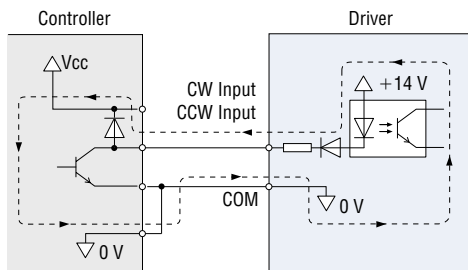 Controller
Driver
Vcc
CW Input
CCW Input
+14 V
COM
0 V
0 V